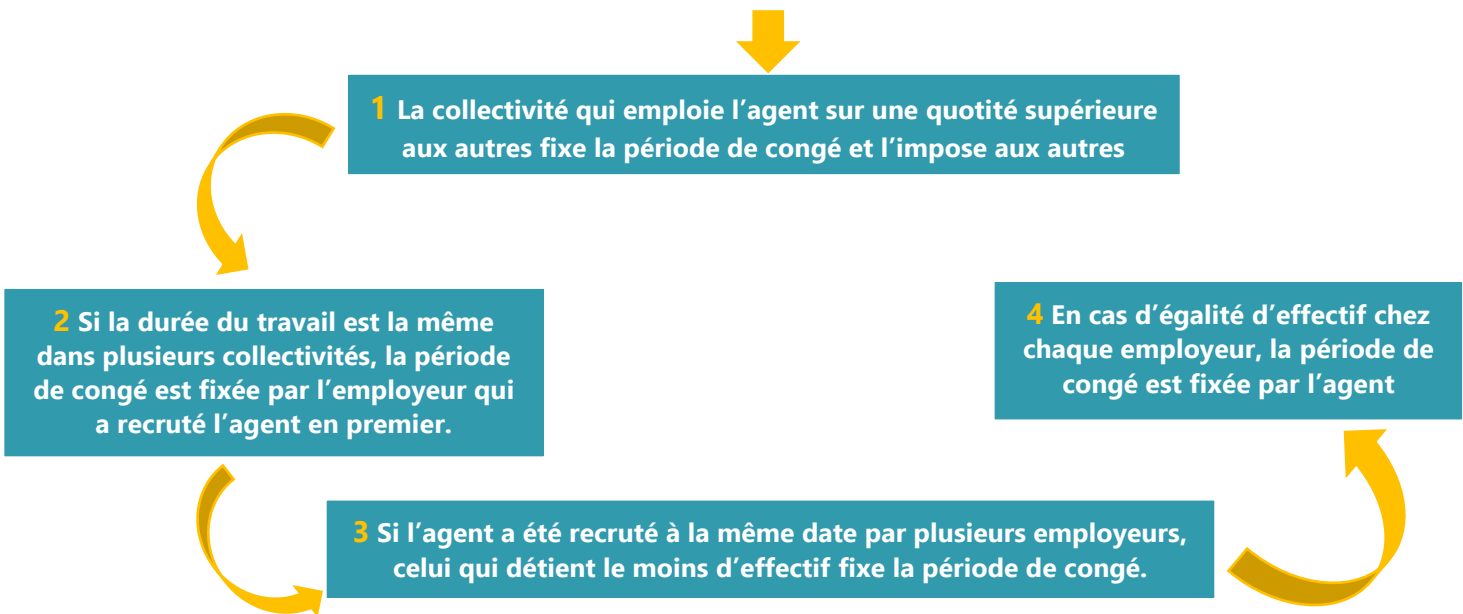 1 La collectivité qui emploie l’agent sur une quotité supérieure
aux autres fixe la période de congé et l’impose aux autres
2 Si la durée du travail est la même
dans plusieurs collectivités, la période
de congé est fixée par l’employeur qui
a recruté l’agent en premier.
3 Si l’agent a été recruté à la même date par plusieurs employeurs,
celui qui détient le moins d’effectif fixe la période de congé.
4 En cas d’égalité d’effectif chez
chaque employeur, la période de
congé est fixée par l’agent